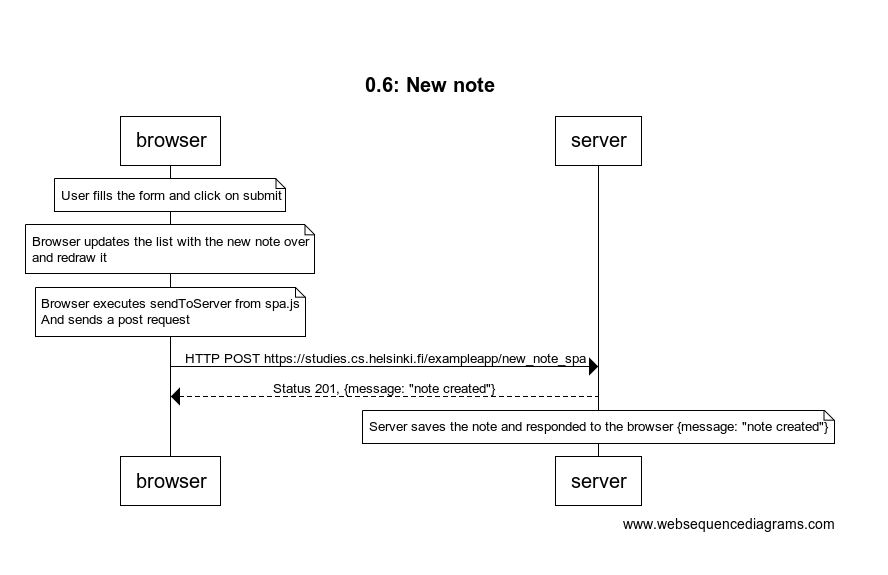 0.6: New note
browser
server
User fills the form and click on submit
Browser updates the list with the new note over
and redraw it
Browser executes sendToServer from spa.js
And sends a post request
HTTP POST https://studies.cs.helsinki.fi/exampleapp/new_note_spa
Status 201, {message: "note created"}
Server saves the note and responded to the browser {message: "note created"}
browser
server
www.websequencediagrams.com